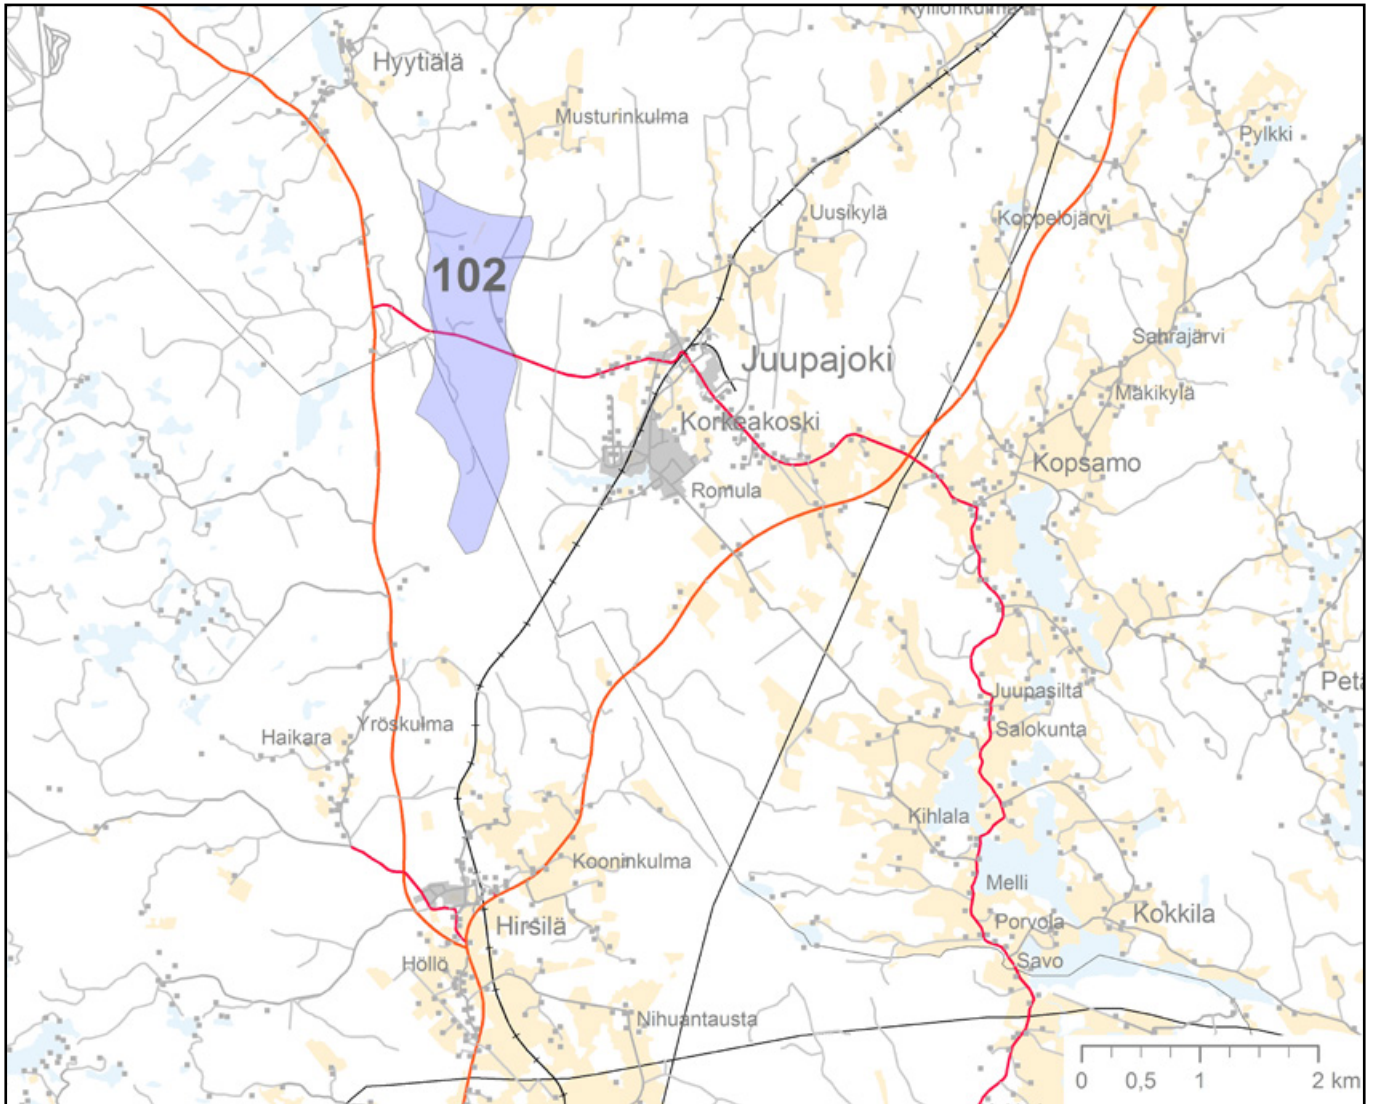 Hyytiälä
Musturinkulma
Pylkki
Uusikylä
Koppelojärvi
102
Sahrajärvi
Juupajoki
Mäkikylä
Korkeakoski
Kopsamo
Romula
Juupasilta
Yröskulma
Salokunta
Haikara
Kihlala
Kooninkulma
Melli
Hirsilä
Porvola
Kokkila
Höllö
Savo
Nihuantausta
0 0,5 1 2 km